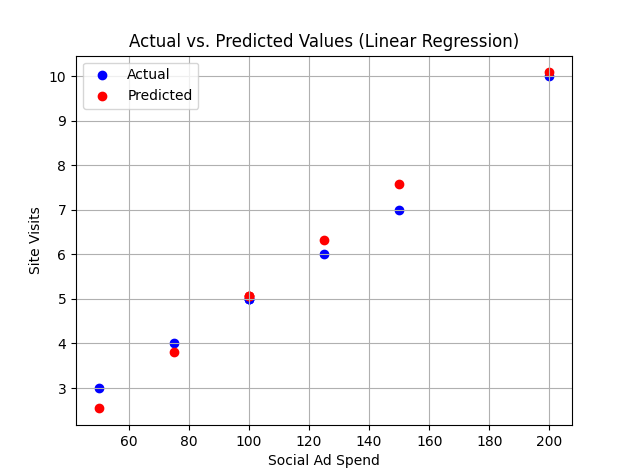 Actual vs. Predicted Values (Linear Regression)
Actual
Predicted
10
9
8
7
6
5
4
3
Site Visits
60 80 100 120 140 160 180 200
Social Ad Spend